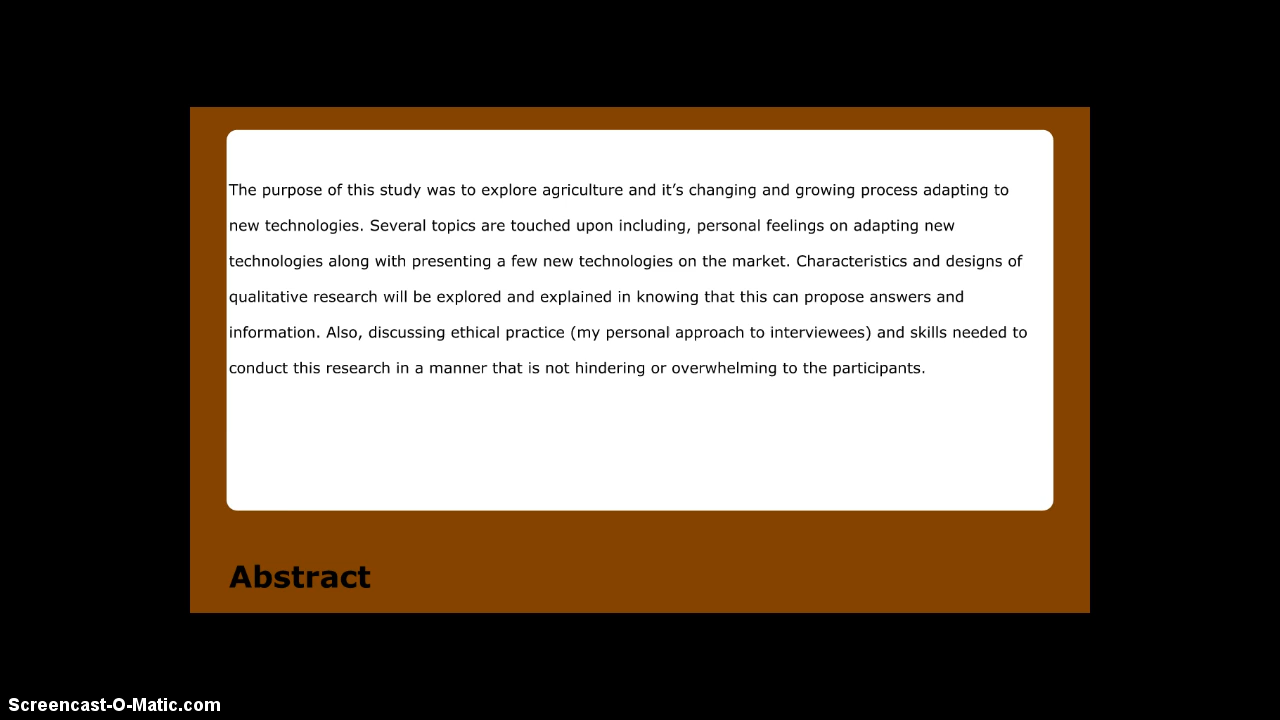 The purpose of this study was to explore agriculture and it’s changing and growing process adapting to
new technologies. Several topics are touched upon including, personal feelings on adapting new
technologies along with presenting a few new technologies on the market. Characteristics and designs of
qualitative research will be explored and explained in knowing that this can propose answers and
information. Also, discussing ethical practice (my personal approach to interviewees) and skills needed to
conduct this research in a manner that is not hindering or overwhelming to the participants.
Abstract
Screencast-O-Matic.com